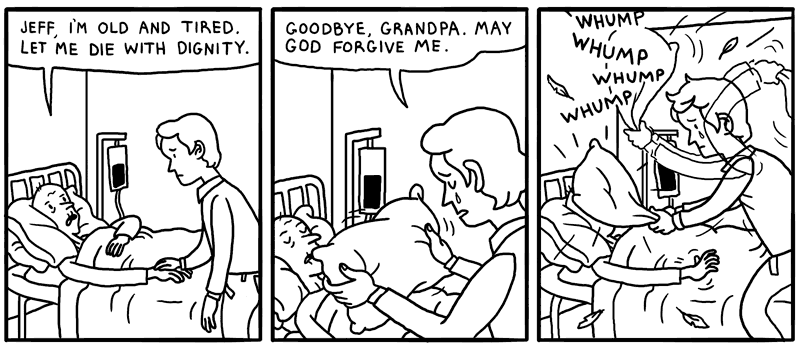 JEFF, I'M OLD AND TIRED.
LET ME DIE WITH DIGNITY.
GOODBYE, GRANDPA. MAY
GOD FORGIVE ME.
WHUMP
WHUMP
WHUMP
WHUMP